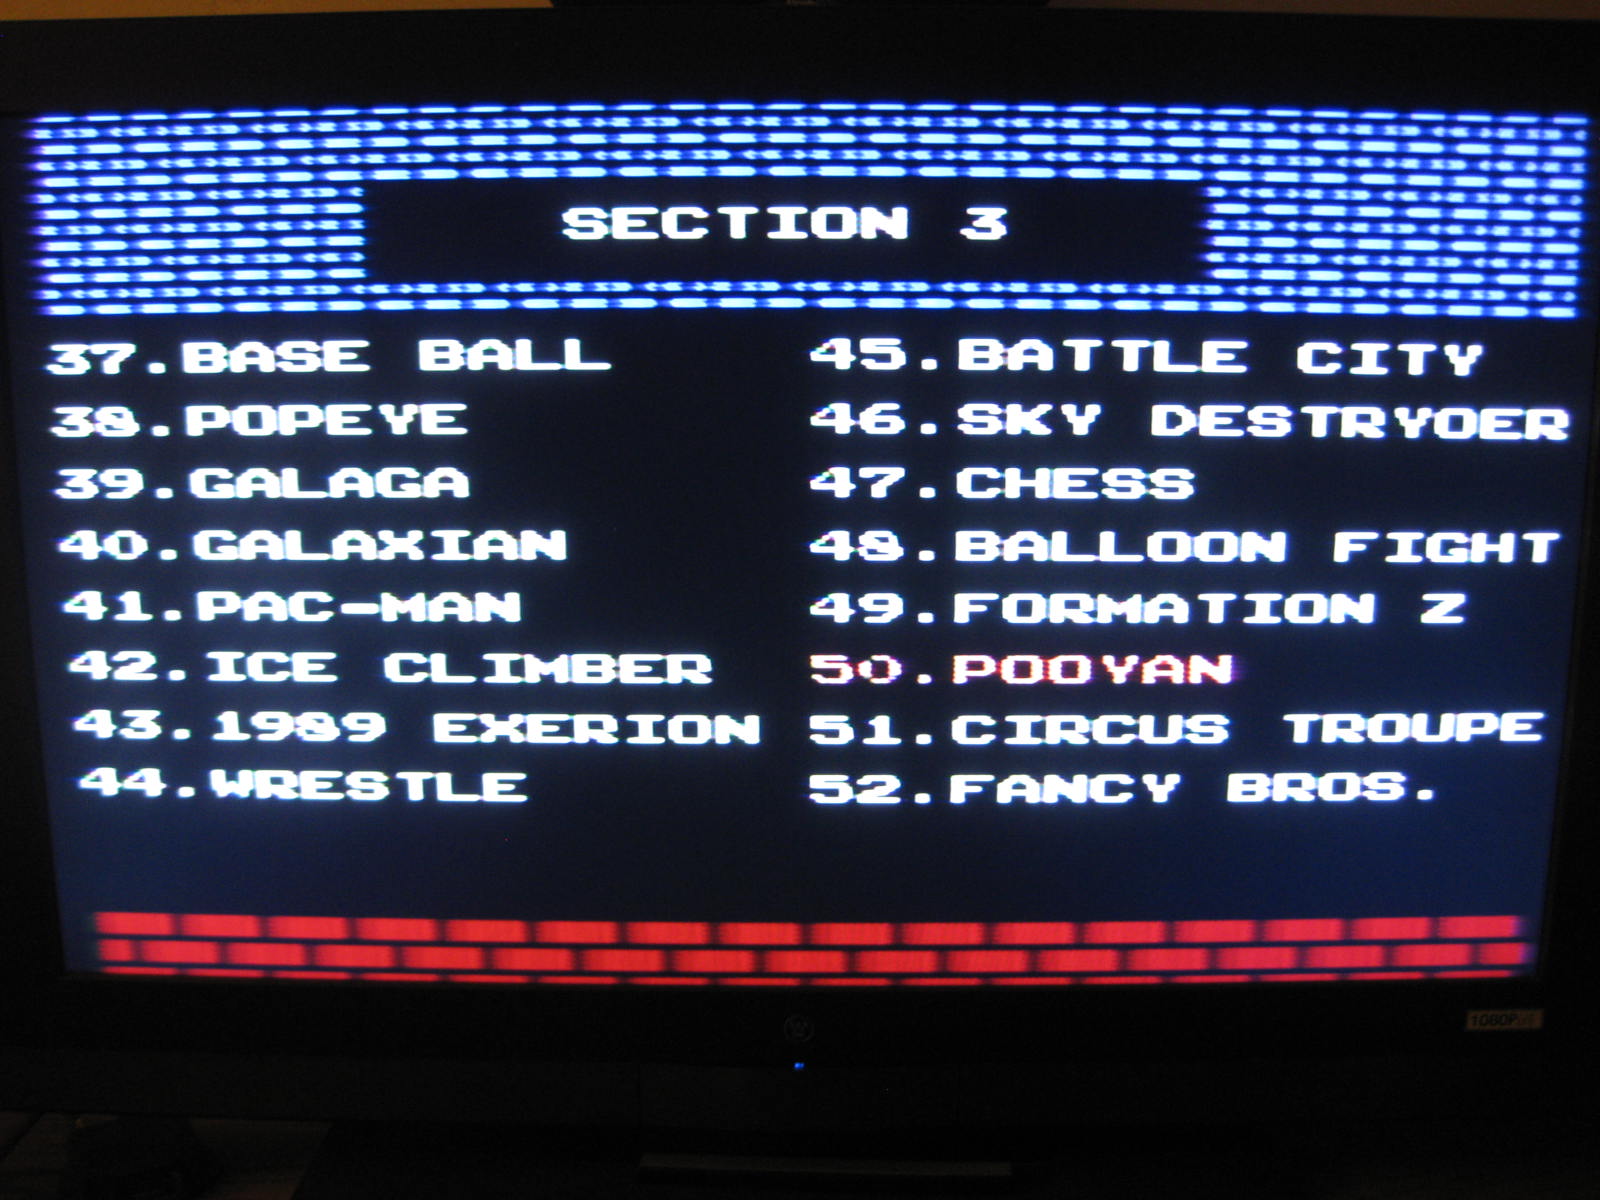 SECTION 3
37.BASE BALL
38.POPEYE
39.GALAGA
40.GALAXIAN
41.PAC-MAN
42.ICE CLIMBER
43.1989 EXERION
44.WRESTLE
45.BATTLE CITY
46.SKY DESTRYOER
47.CHESS
48.BALLOON FIGHT
49.FORMATION Z
50.POOYAN
51.CIRCUS TROUPE
52.FANCY BROS.
W
1080P